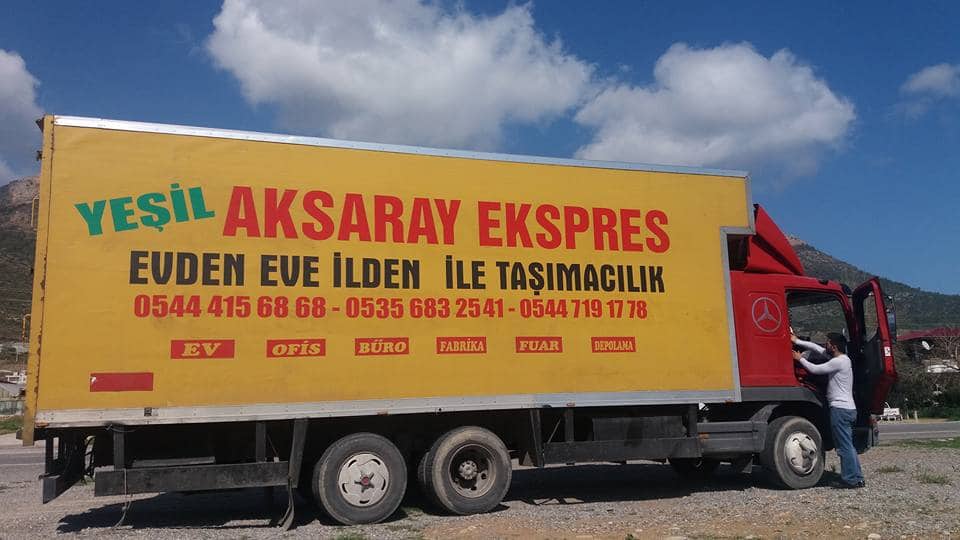 YEŞİL AKSARAY EKSPRES
EVDEN EVE İLDEN İLE TAŞIMACILIK
0544 415 68 68 - 0535 683 2541 - 0544 719 17 78
EV OFİS BÜRO FABRİKA FUAR DEPOLAMA